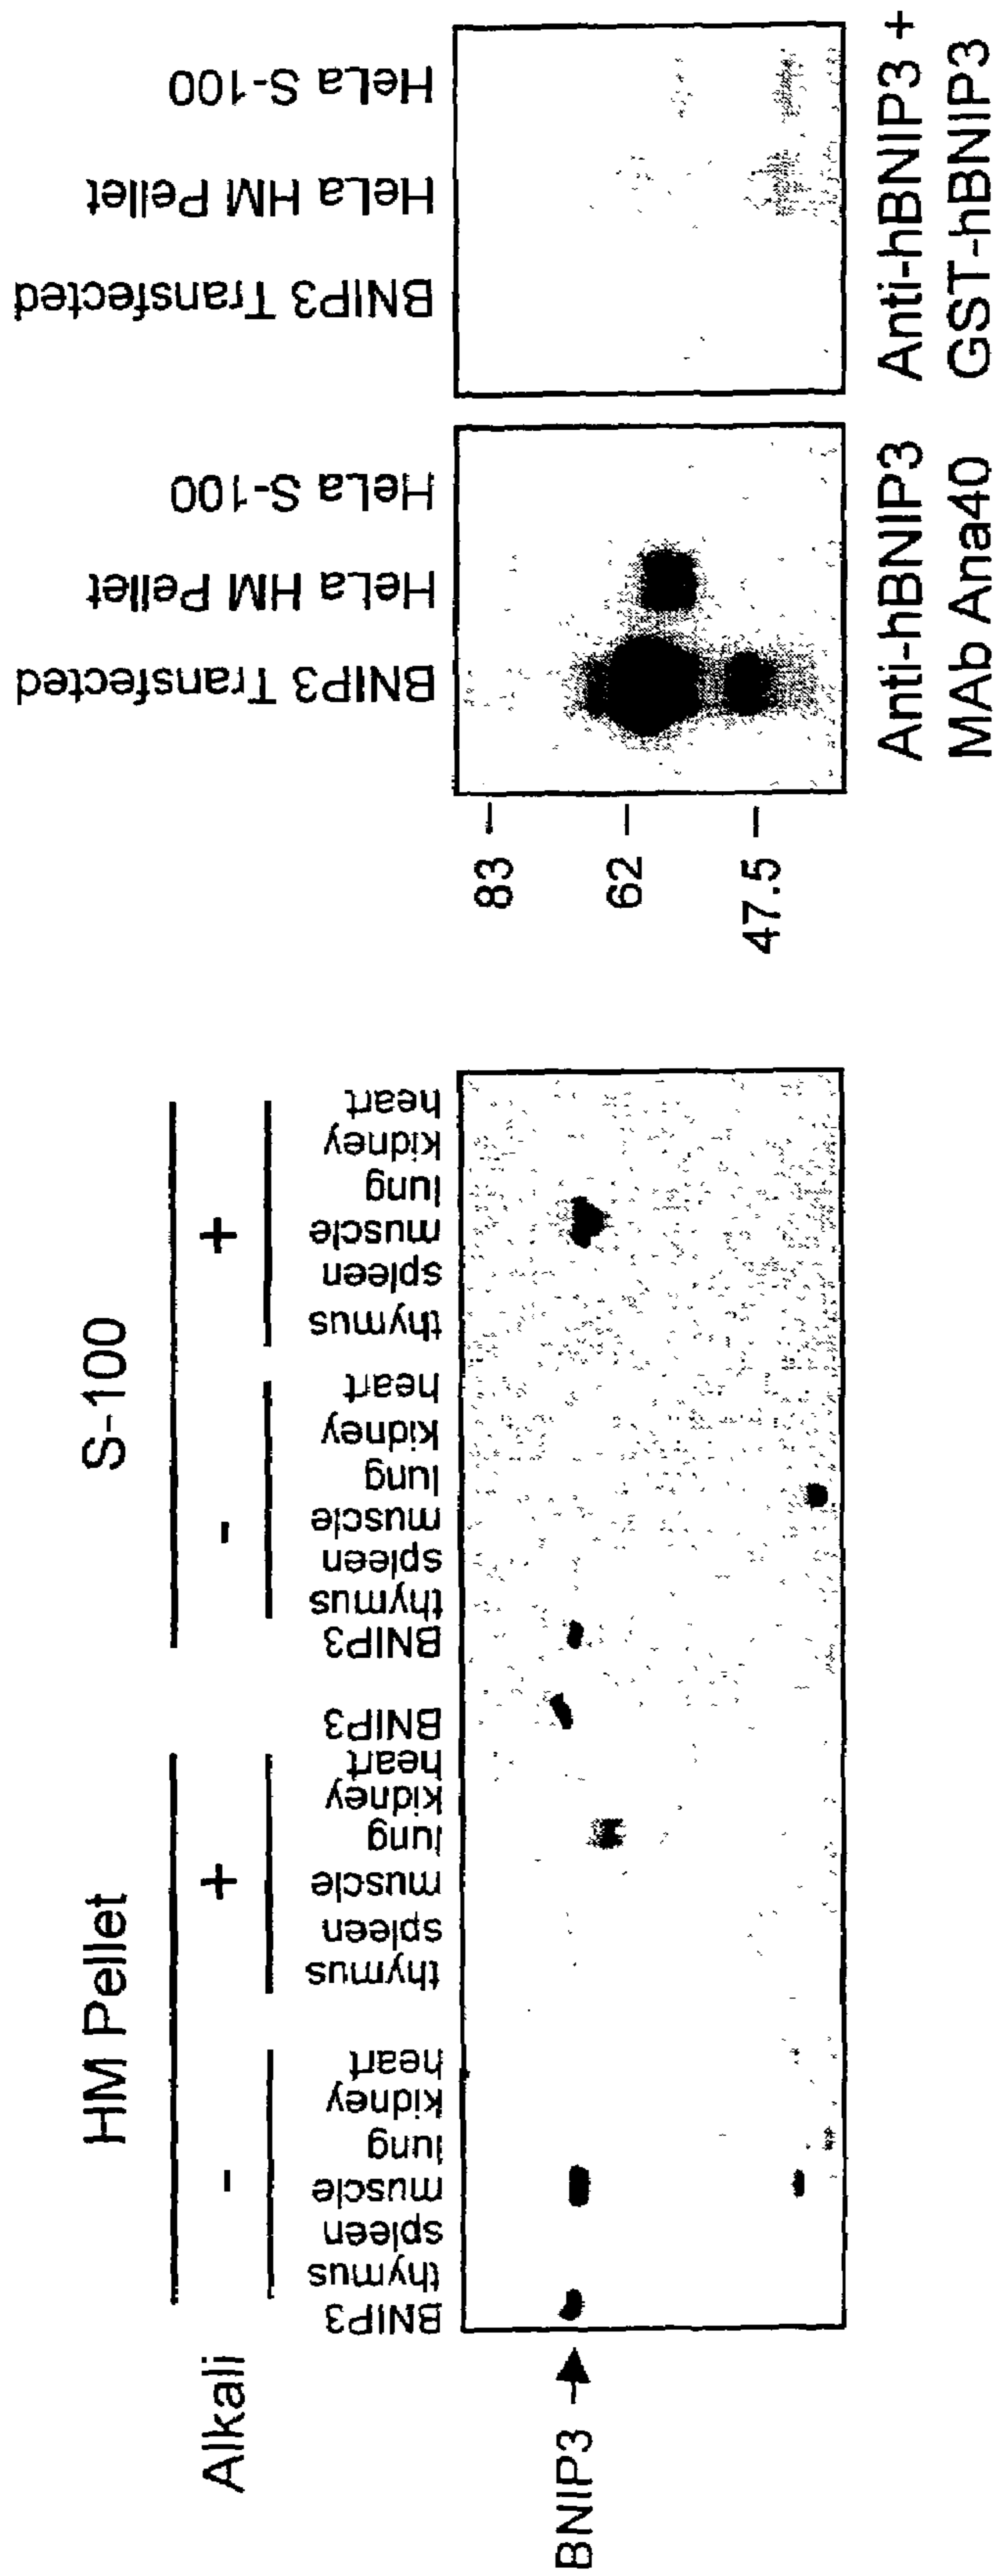 HM Pellet
S-100
Alkali
-
+
-
+
BNIP3
thymus
spleen
muscle
lung
kidney
heart
thymus
spleen
muscle
lung
kidney
heart
BNIP3
BNIP3
thymus
spleen
muscle
lung
kidney
heart
thymus
spleen
muscle
lung
kidney
heart
BNIP3
BNIP3 Transfected
HeLa HM Pellet
HeLa S-100
BNIP3 Transfected
HeLa HM Pellet
HeLa S-100
83
62
47.5
Anti-hBNIP3
MAb Ana40
Anti-hBNIP3 +
GST-hBNIP3